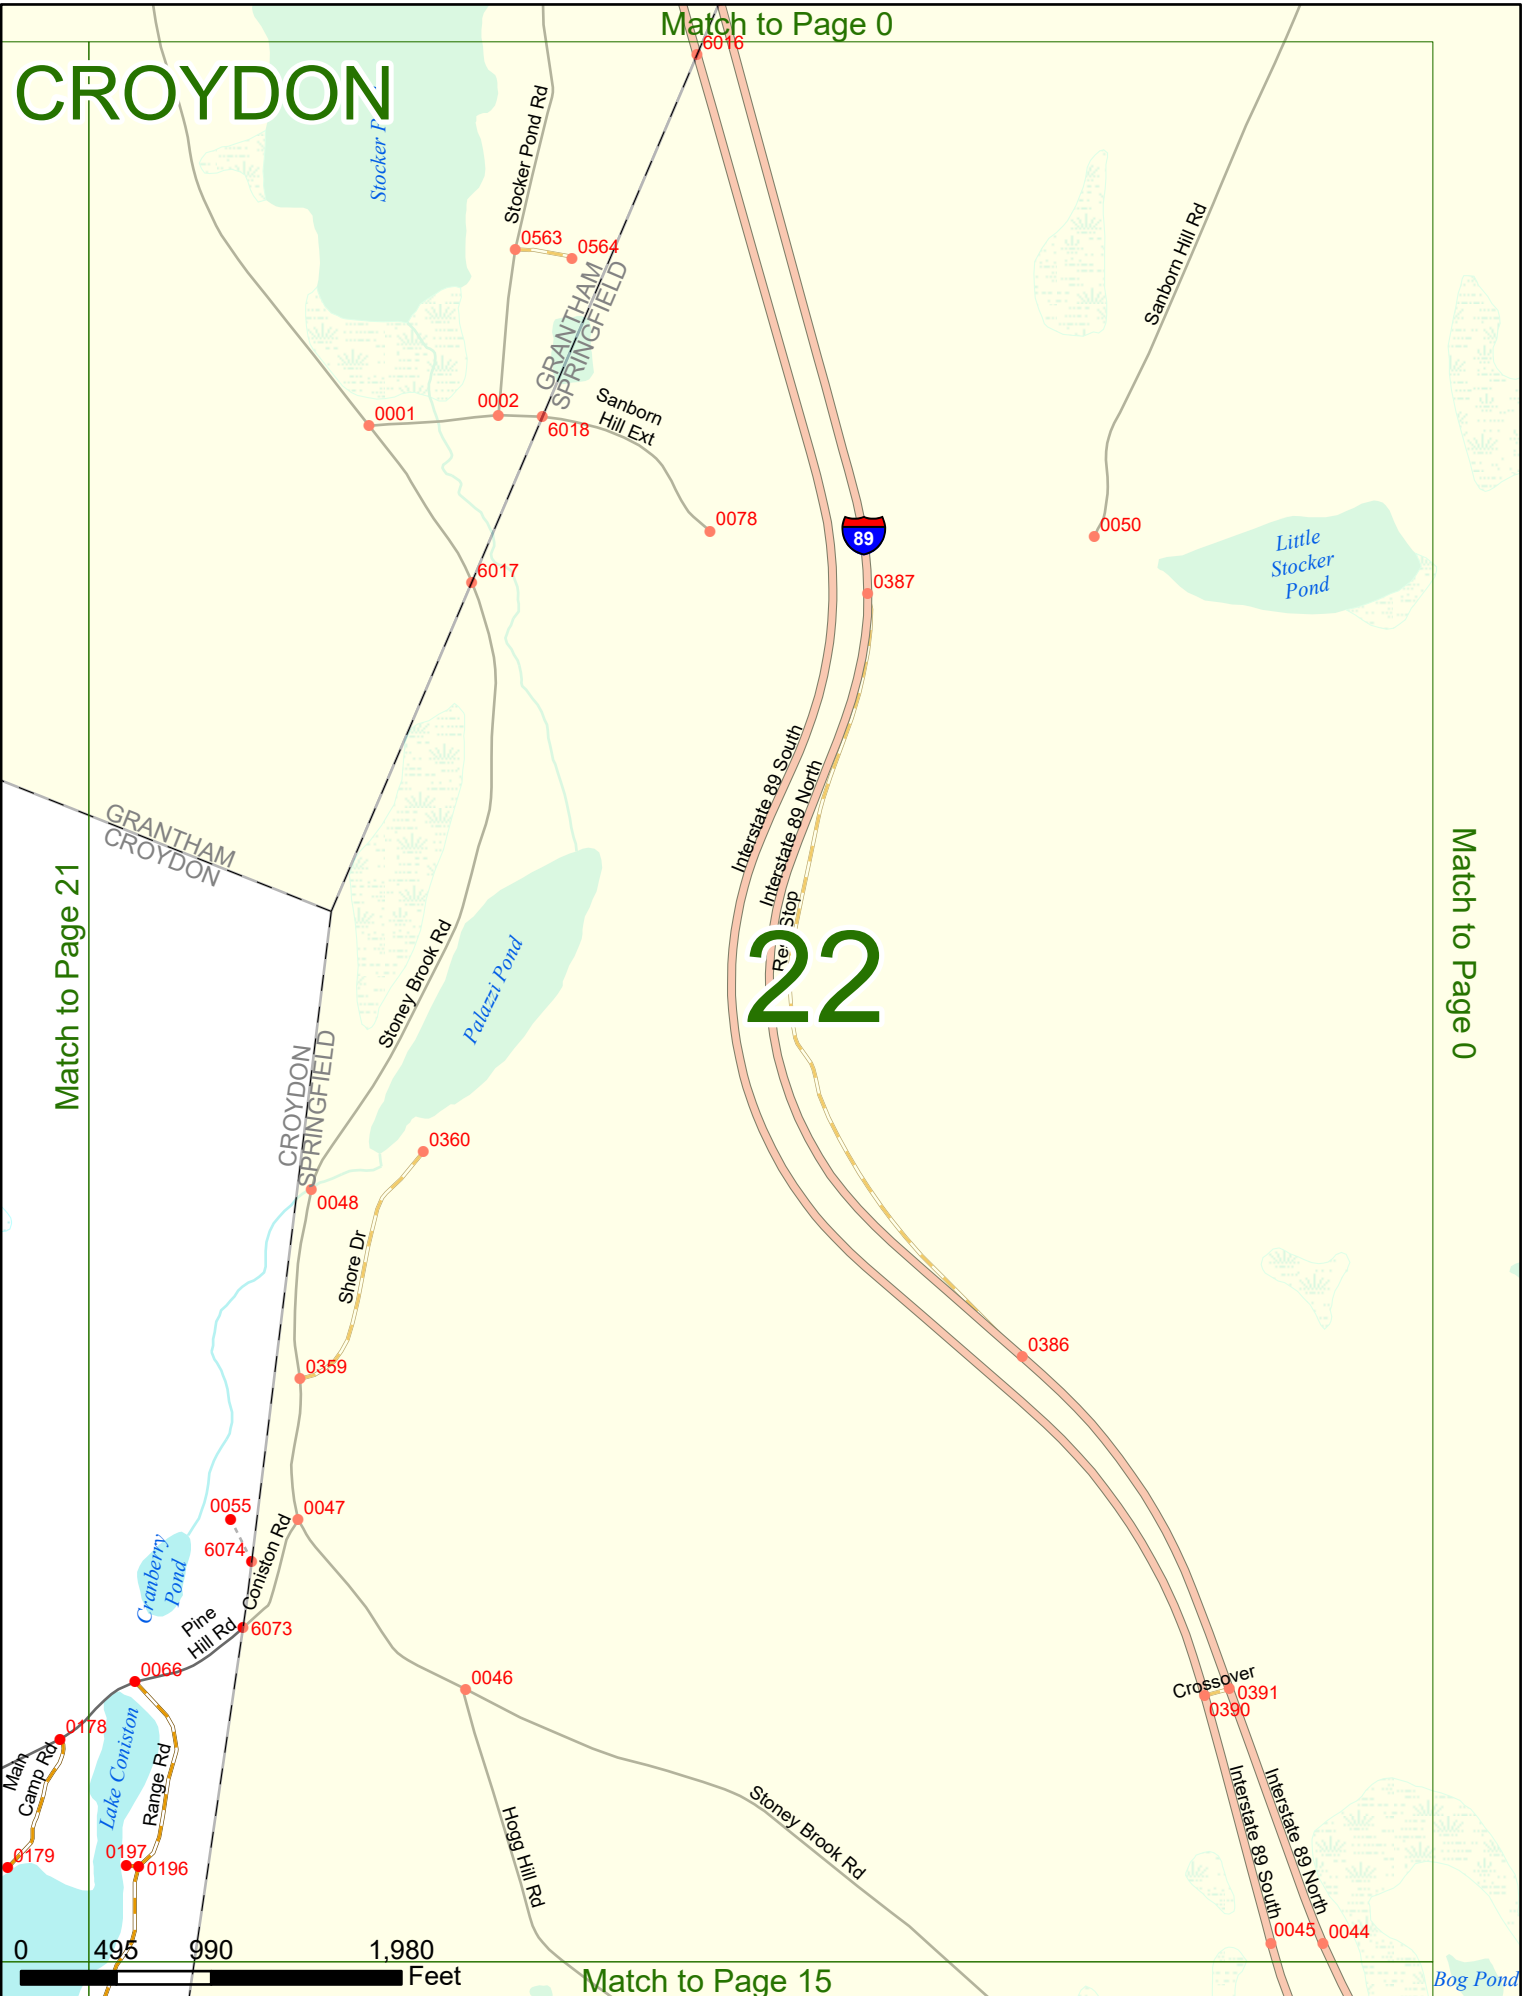 Match to Page 0
6016
CROYDON
Stocker P
Stocker Pond Rd
0563
0564
GRANTHAM
SPRINGFIELD
Sanborn Hill Rd
0001
0002
6018
Sanborn
Hill Ext
0078
89
0050
Little
Stocker
Pond
6017
0387
Interstate 89 South
Interstate 89 North
GRANTHAM
CROYDON
Match to Page 21
Match to Page 0
Stoney Brook Rd
Palazzi Pond
Stop
22
CROYDON
SPRINGFIELD
0360
0048
Shore Dr
0359
0386
0055
0047
6074
Coniston Rd
Cranberry
Pond
Pine
Hill Rd
6073
0066
0046
Crossover
0391
0390
0178
Main
Camp Rd
Lake Coniston
Range Rd
Interstate 89 South
Interstate 89 North
Stoney Brook Rd
Hogg Hill Rd
0179
0197
0196
0045
0044
0 495 990 1,980
Feet
Match to Page 15
Bog Pond